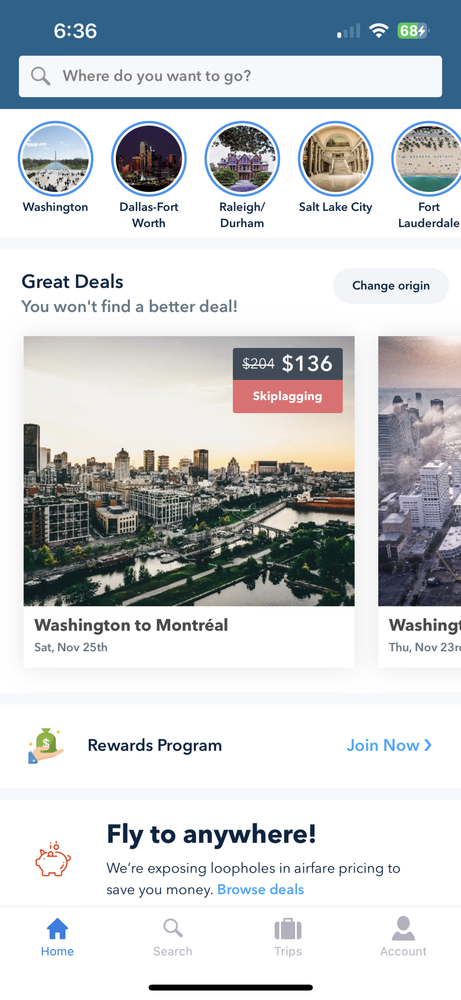 6:36
68
Where do you want to go?
Washington
Dallas-Fort
Worth
Raleigh/
Durham
Salt Lake City
Fort
Lauderdale
Great Deals
Change origin
You won't find a better deal!
$204 $136
Skiplagging
Washington to Montréal
Sat, Nov 25th
Washingt
Thu, Nov 23rd
Rewards Program
Join Now ❯
Fly to anywhere!
We’re exposing loopholes in airfare pricing to
save you money. Browse deals
Home
Search
Trips
Account